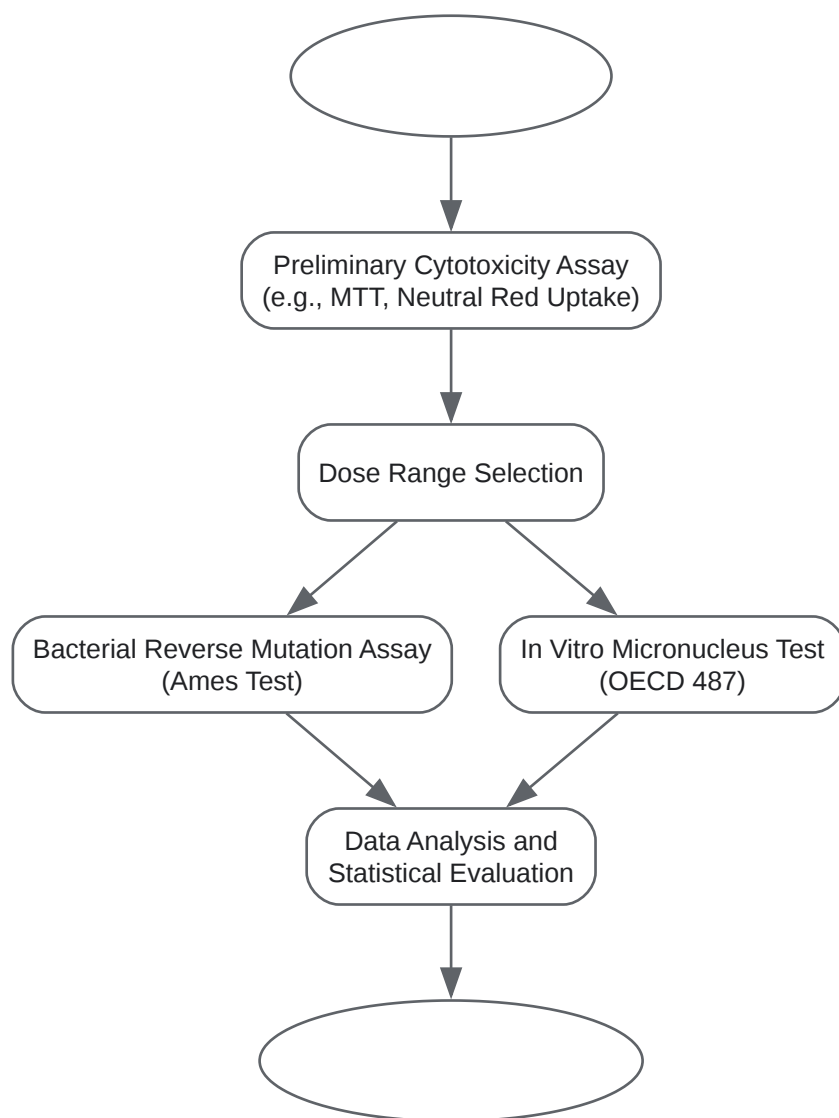 Preliminary Cytotoxicity Assay
(e.g., MTT, Neutral Red Uptake)
Dose Range Selection
Bacterial Reverse Mutation Assay
(Ames Test)
In Vitro Micronucleus Test
(OECD 487)
Data Analysis and
Statistical Evaluation